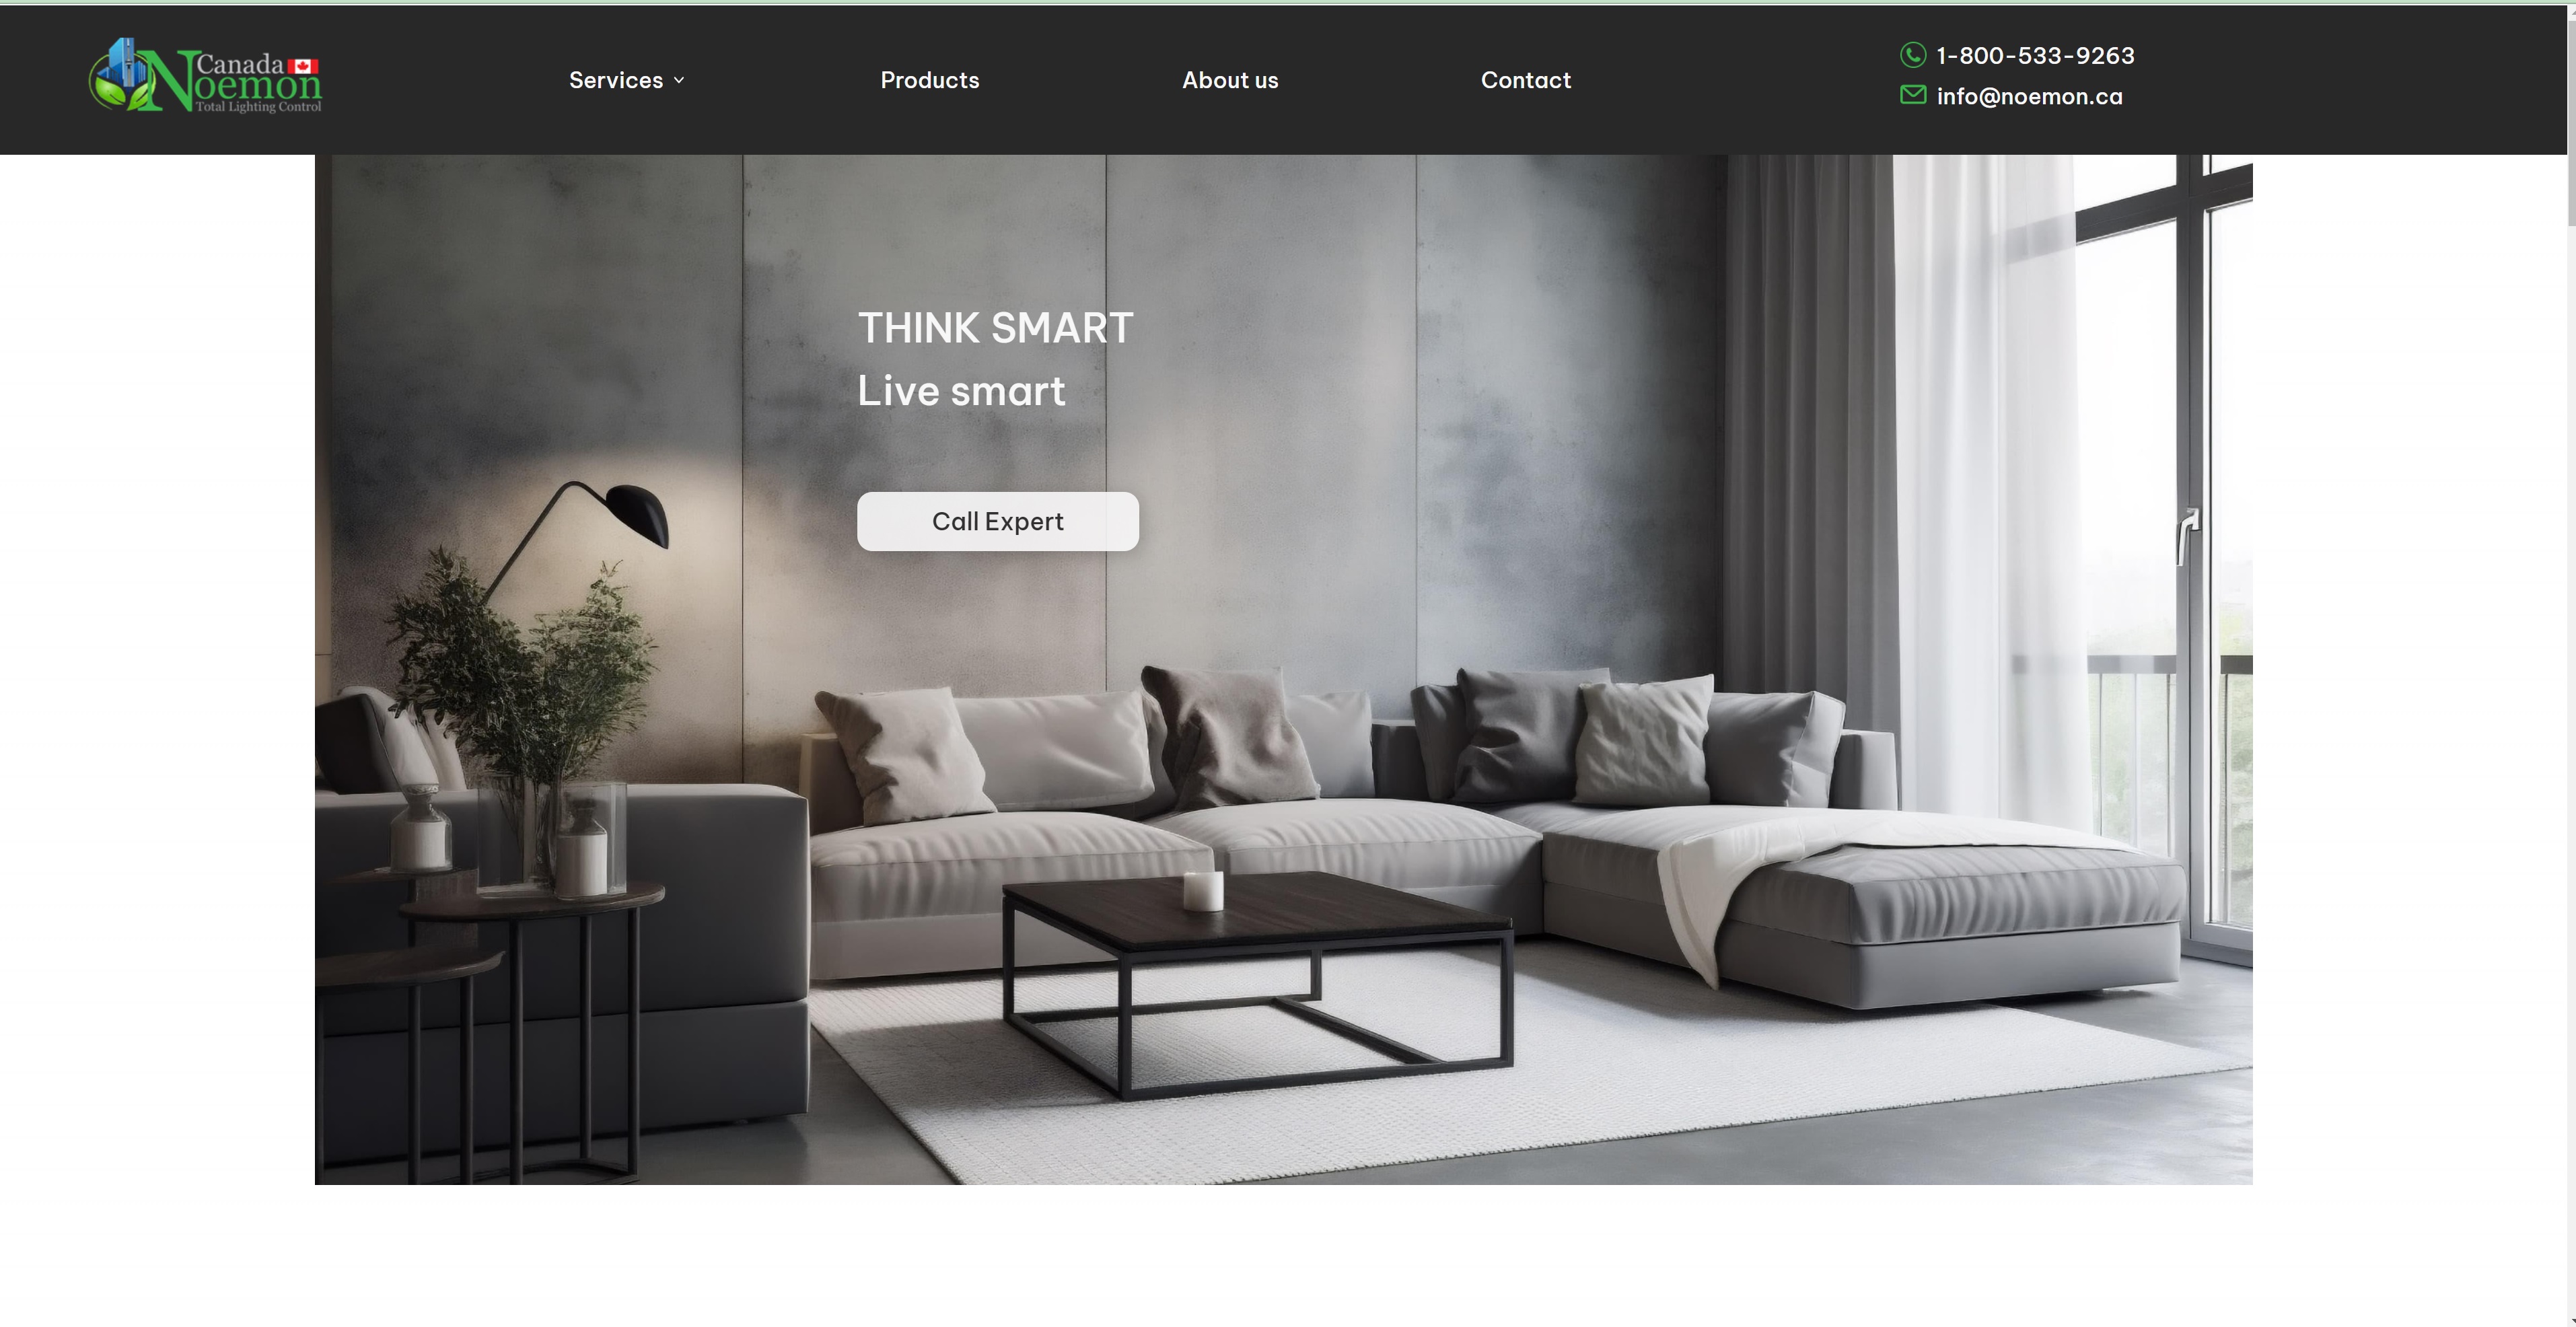 Canada
Noemon
Total Lighting Control
Services
Products
About us
Contact
1-800-533-9263
info@noemon.ca
THINK SMART
Live smart
Call Expert